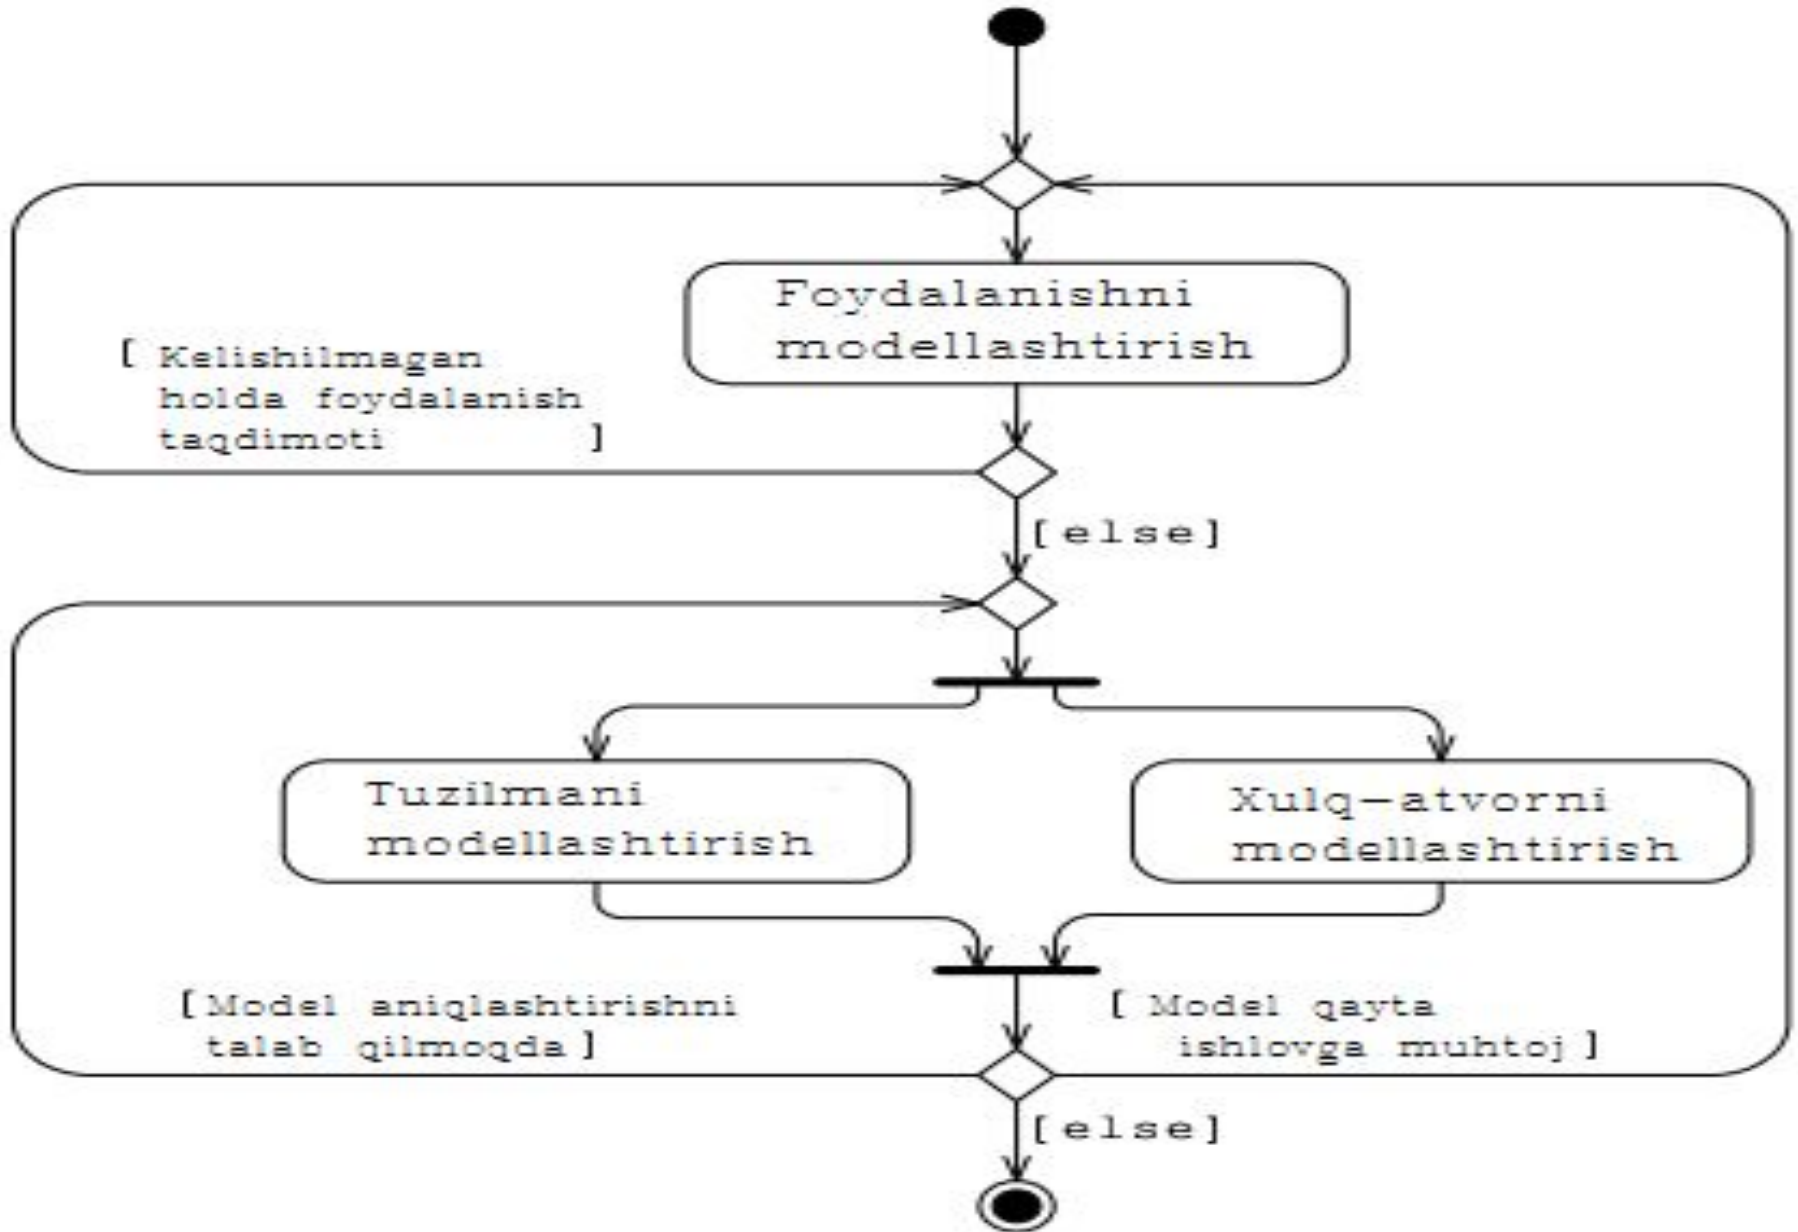 Foydalanishni
modellashtirish
[ Kelishilmagan
holda foydalanish
taqdimoti ]
[else]
Tuzilmani
modellashtirish
Xulq-atvorni
modellashtirish
[Model aniqlashtirishni
talab qilmoqda]
[ Model qayta
ishlovga muhtoj ]
[else]